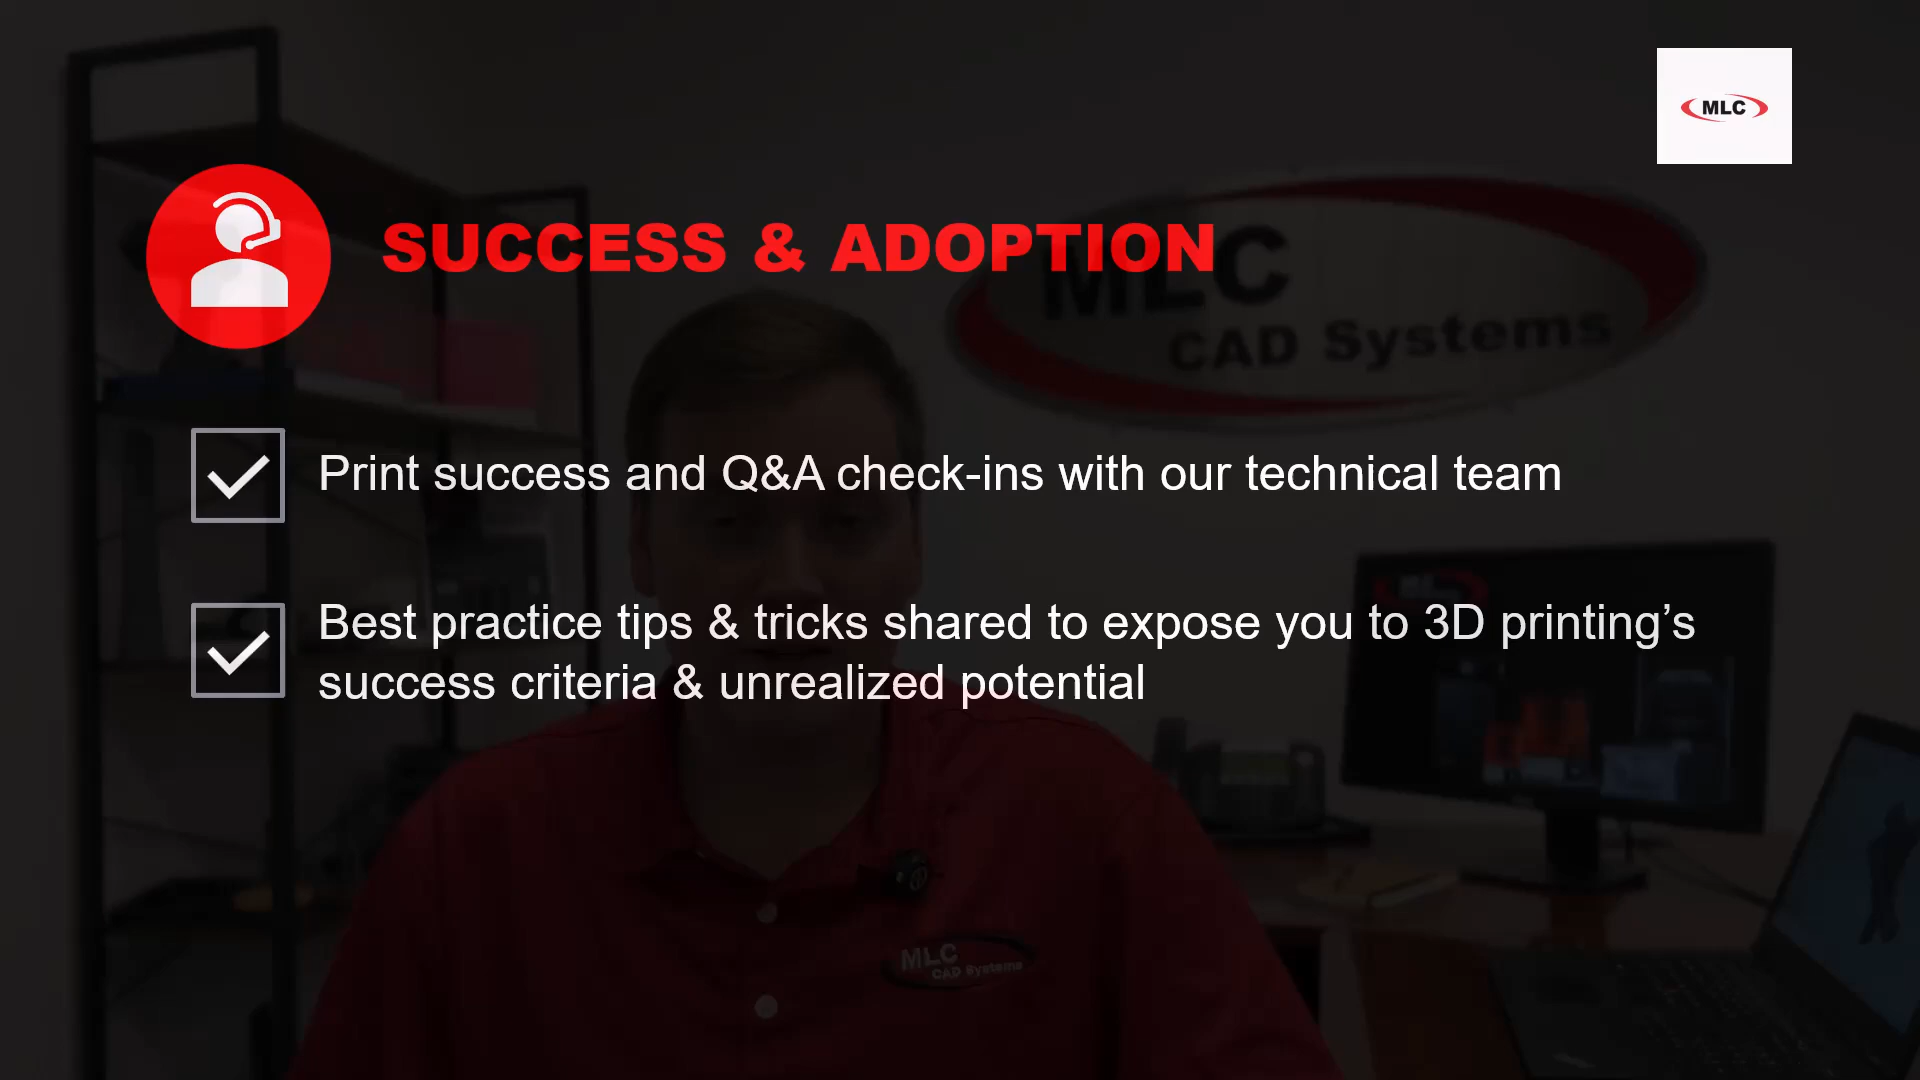 MLC
SUCCESS & ADOPTION
MLC
CAD Systems
Print success and Q&A check-ins with our technical team
Best practice tips & tricks shared to expose you to 3D printing’s
success criteria & unrealized potential
MLC
CAD Systems